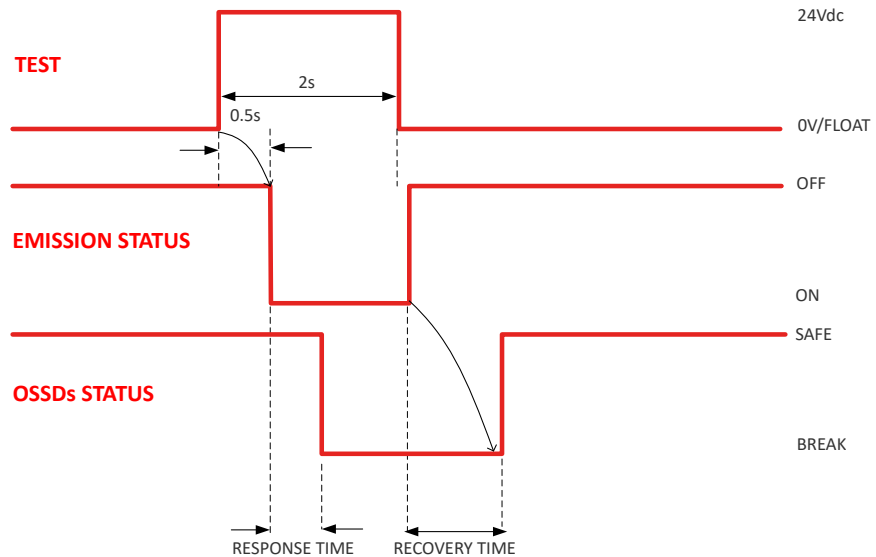 24Vdc
TEST
2s
0.5s
0V/FLOAT
OFF
EMISSION STATUS
ON
SAFE
OSSDs STATUS
BREAK
RESPONSE TIME
RECOVERY TIME